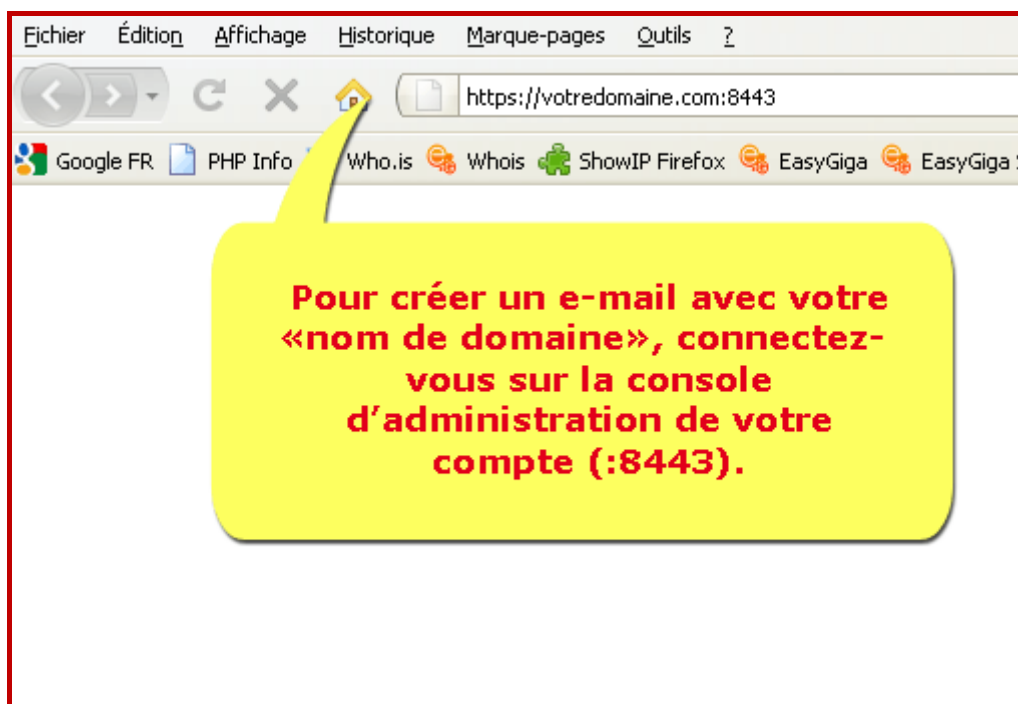 Fichier Édition Affichage Historique Marque-pages Outils ?
https://votredomaine.com:8443
Google FR PHP Info Who.is Whois ShowIP Firefox EasyGiga EasyGiga
Pour créer un e-mail avec votre
«nom de domaine», connectez-
vous sur la console
d’administration de votre
compte (:8443).